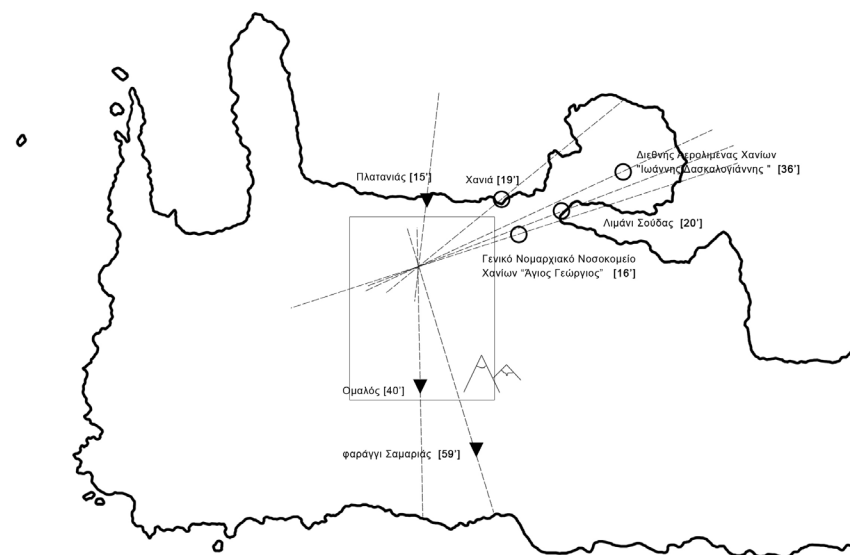 Διεθνής Αερολιμένας Χανίων
"Ιωάννης Δασκαλογιάννης " [36']
Πλατανιάς [15']
Χανιά [19']
Λιμάνι Σούδας [20']
Γενικό Νομαρχιακό Νοσοκομείο
Χανίων "Άγιος Γεώργιος" [16']
Ομαλός [40']
φαράγγι Σαμαριάς [59']